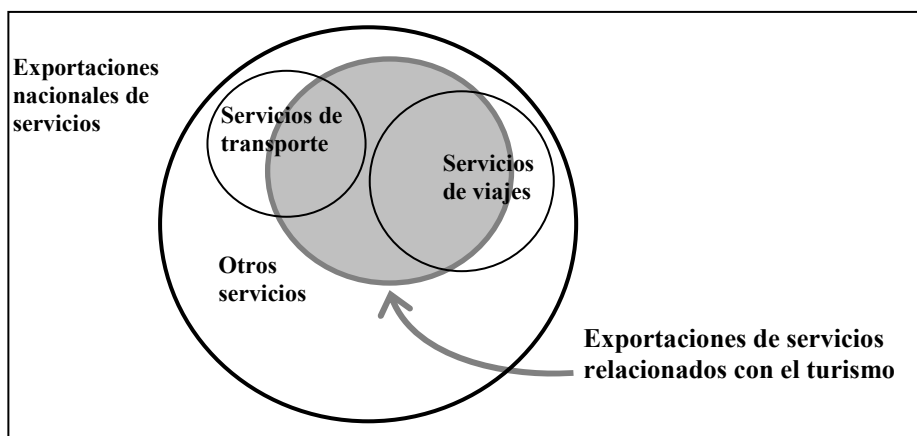 Exportaciones
nacionales de
servicios
Servicios de
transporte
Servicios
de viajes
Otros
servicios
Exportaciones de servicios
relacionados con el turismo